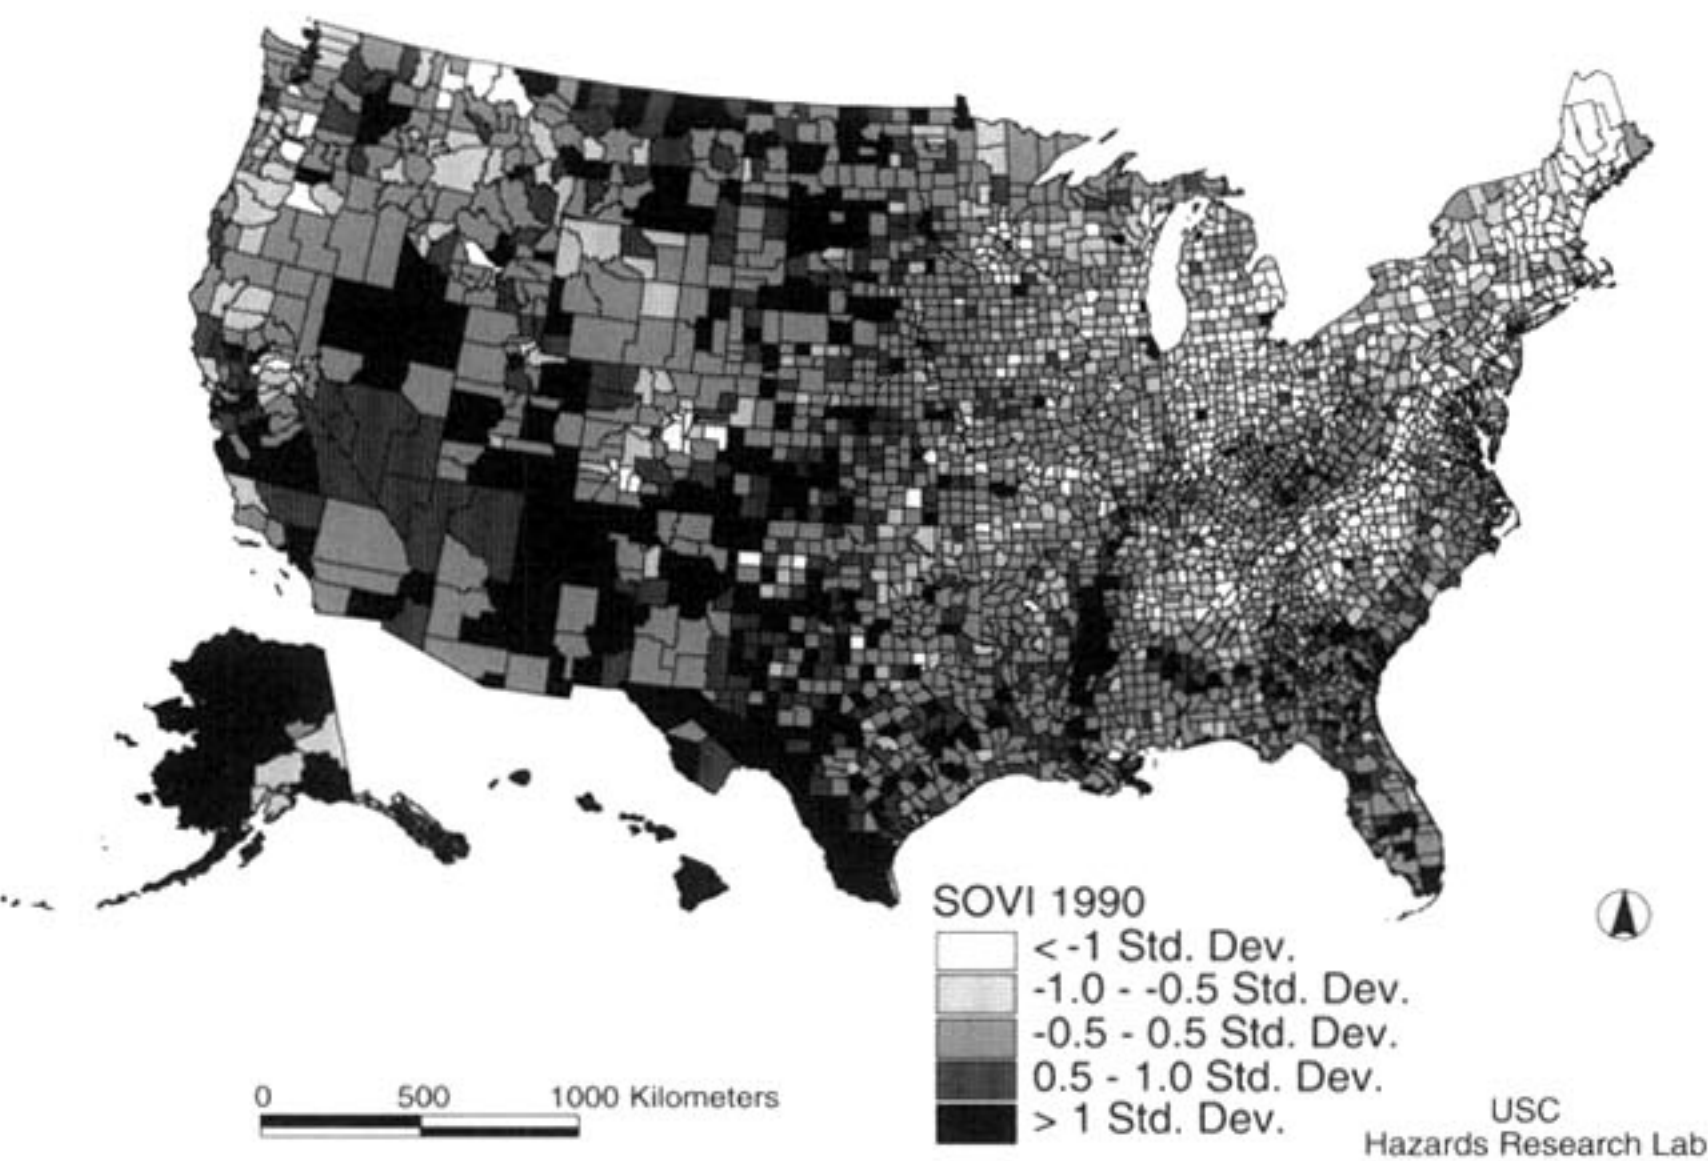 SOVI 1990
< -1 Std. Dev.
-1.0 - -0.5 Std. Dev.
-0.5 - 0.5 Std. Dev.
0.5 - 1.0 Std. Dev.
> 1 Std. Dev.
0 500 1000 Kilometers
USC
Hazards Research Lab